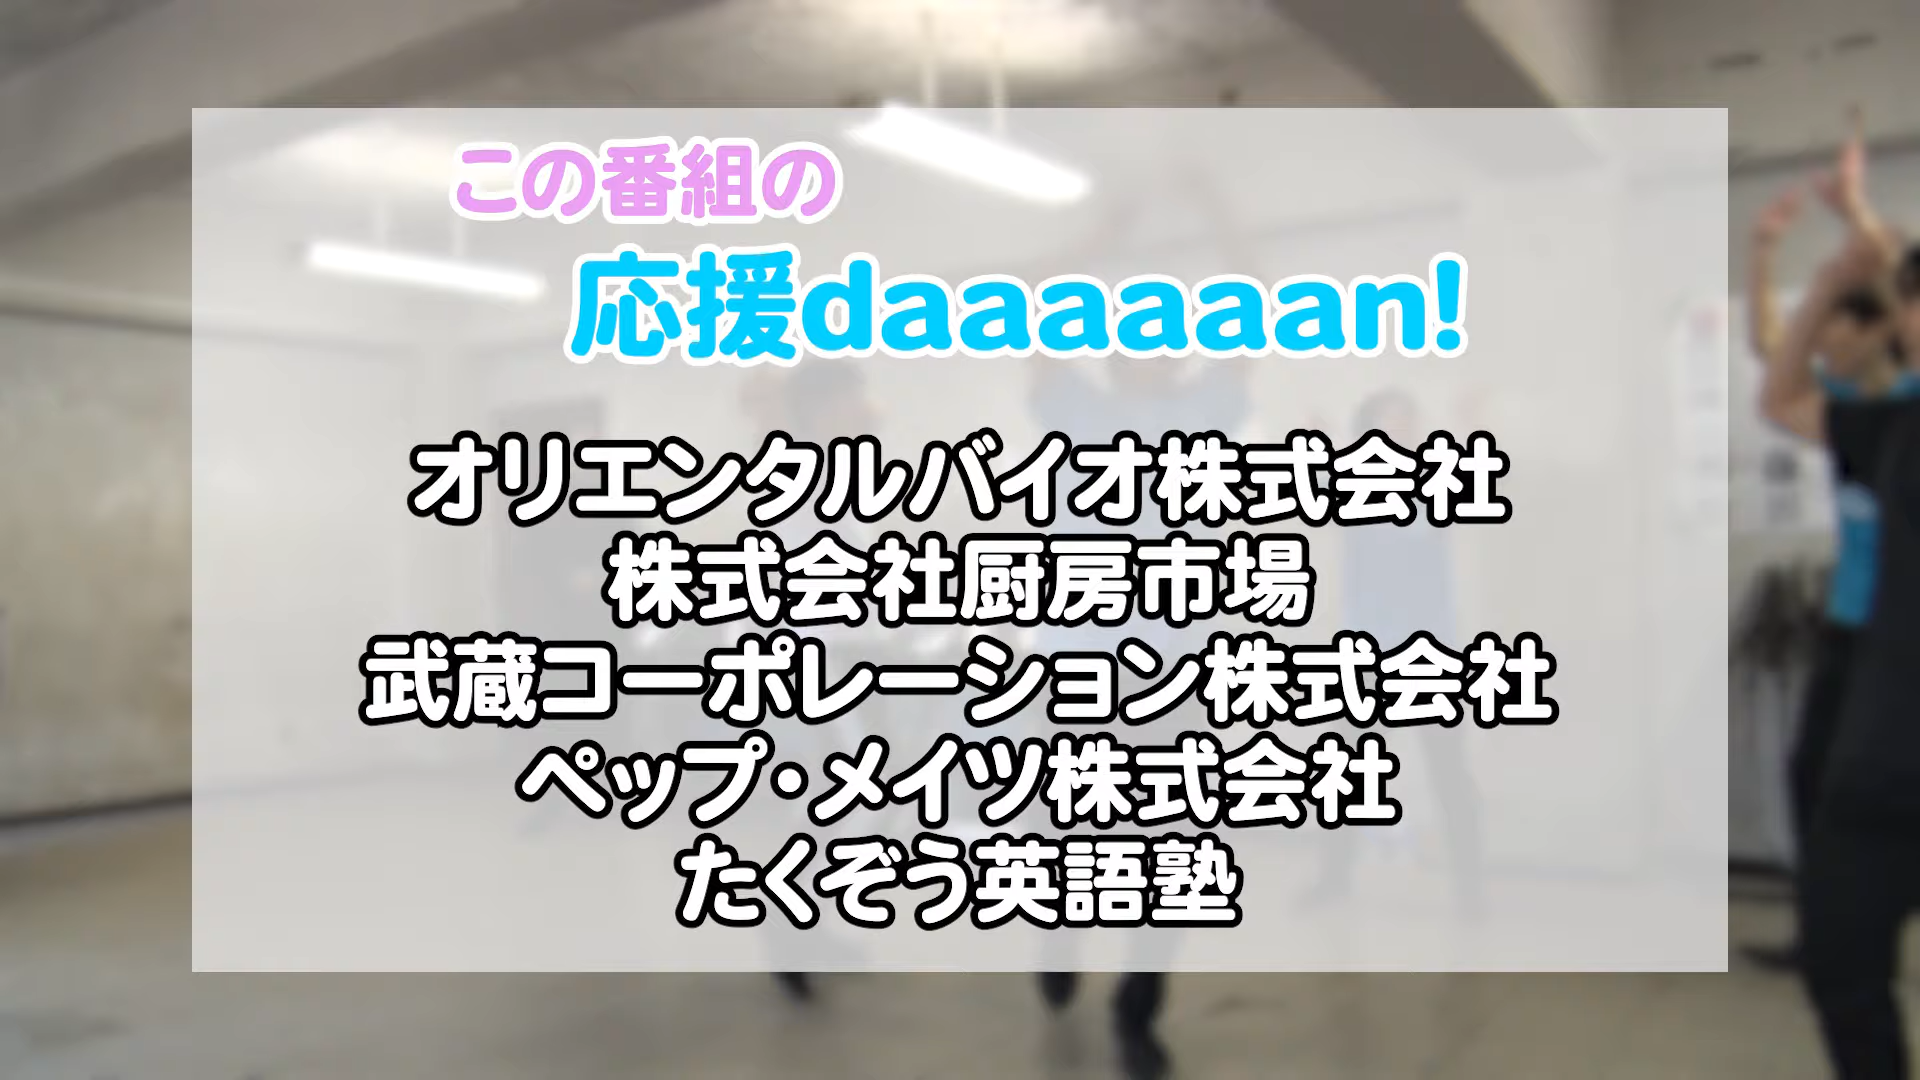 この番組の
応援daaaaaaan!
オリエンタルバイオ株式会社
株式会社厨房市場
武蔵コーポレーション株式会社
ペップ・メイツ株式会社
たくぞう英語塾